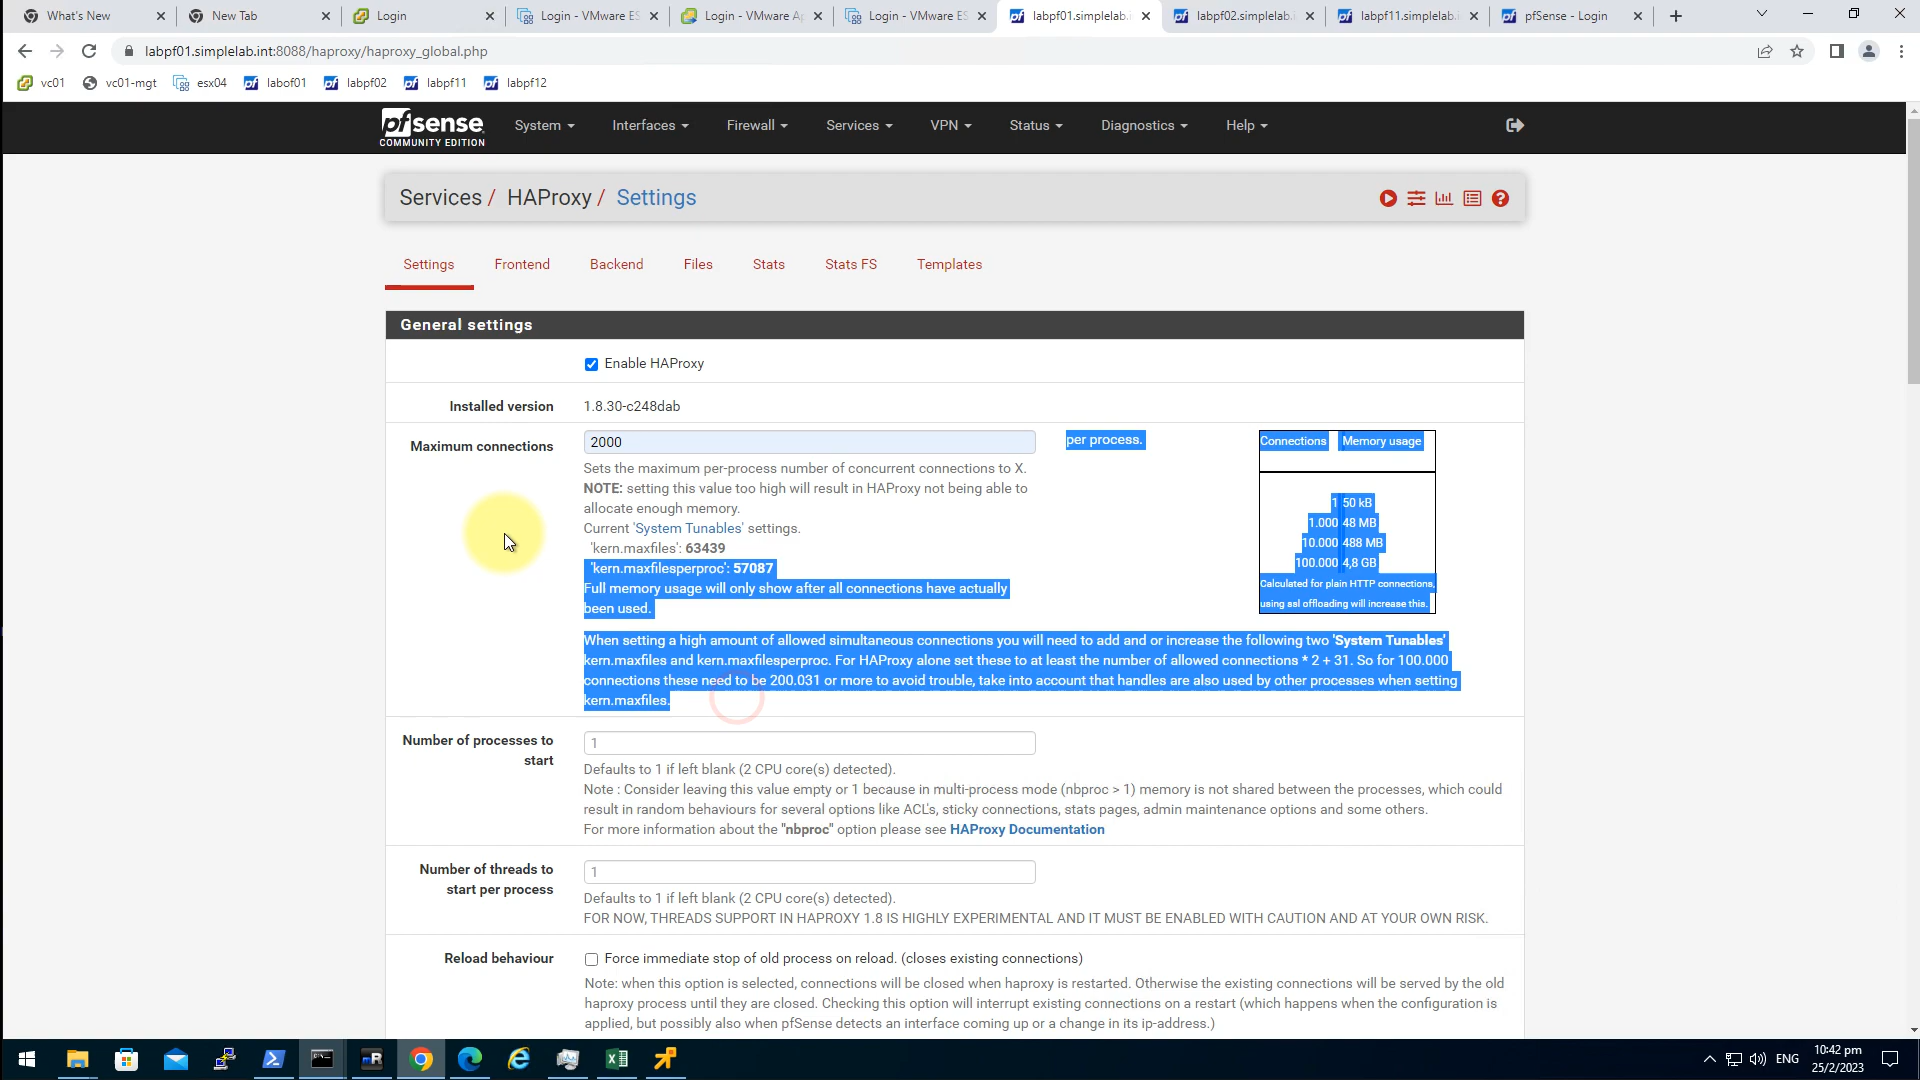 What's New
New Tab
Login
Login - VMware ES
Login - VMware Ap
Login - VMware ES
labpf01.simplelab.i
labpf02.simplelab.i
labpf11.simplelab.i
pfSense - Login
labpf01.simplelab.int:8088/haproxy/haproxy_global.php
vc01
vc01-mgt
esx04
labof01
labpf02
labpf11
labpf12
pfsense
COMMUNITY EDITION
System
Interfaces
Firewall
Services
VPN
Status
Diagnostics
Help
Services / HAProxy / Settings
Settings
Frontend
Backend
Files
Stats
Stats FS
Templates
General settings
Enable HAProxy
Installed version
1.8.30-c248dab
Maximum connections
2000
per process.
Sets the maximum per-process number of concurrent connections to X.
NOTE: setting this value too high will result in HAProxy not being able to
allocate enough memory.
Current 'System Tunables' settings.
'kern.maxfiles': 63439
'kern.maxfilesperproc': 57087
Full memory usage will only show after all connections have actually
been used.
Connections Memory usage
1 50 kB
1.000 48 MB
10.000 488 MB
100.000 4,8 GB
Calculated for plain HTTP connections,
using ssl offloading will increase this.
When setting a high amount of allowed simultaneous connections you will need to add and or increase the following two 'System Tunables'
kern.maxfiles and kern.maxfilesperproc. For HAProxy alone set these to at least the number of allowed connections * 2 + 31. So for 100.000
connections these need to be 200.031 or more to avoid trouble, take into account that handles are also used by other processes when setting
kern.maxfiles.
Number of processes to
start
1
Defaults to 1 if left blank (2 CPU core(s) detected).
Note : Consider leaving this value empty or 1 because in multi-process mode (nbproc > 1) memory is not shared between the processes, which could
result in random behaviours for several options like ACL's, sticky connections, stats pages, admin maintenance options and some others.
For more information about the "nbproc" option please see HAProxy Documentation
Number of threads to
start per process
1
Defaults to 1 if left blank (2 CPU core(s) detected).
FOR NOW, THREADS SUPPORT IN HAPROXY 1.8 IS HIGHLY EXPERIMENTAL AND IT MUST BE ENABLED WITH CAUTION AND AT YOUR OWN RISK.
Reload behaviour
Force immediate stop of old process on reload. (closes existing connections)
Note: when this option is selected, connections will be closed when haproxy is restarted. Otherwise the existing connections will be served by the old
haproxy process until they are closed. Checking this option will interrupt existing connections on a restart (which happens when the configuration is
applied, but possibly also when pfSense detects an interface coming up or a change in its ip-address.)
ENG
10:42 pm
25/2/2023